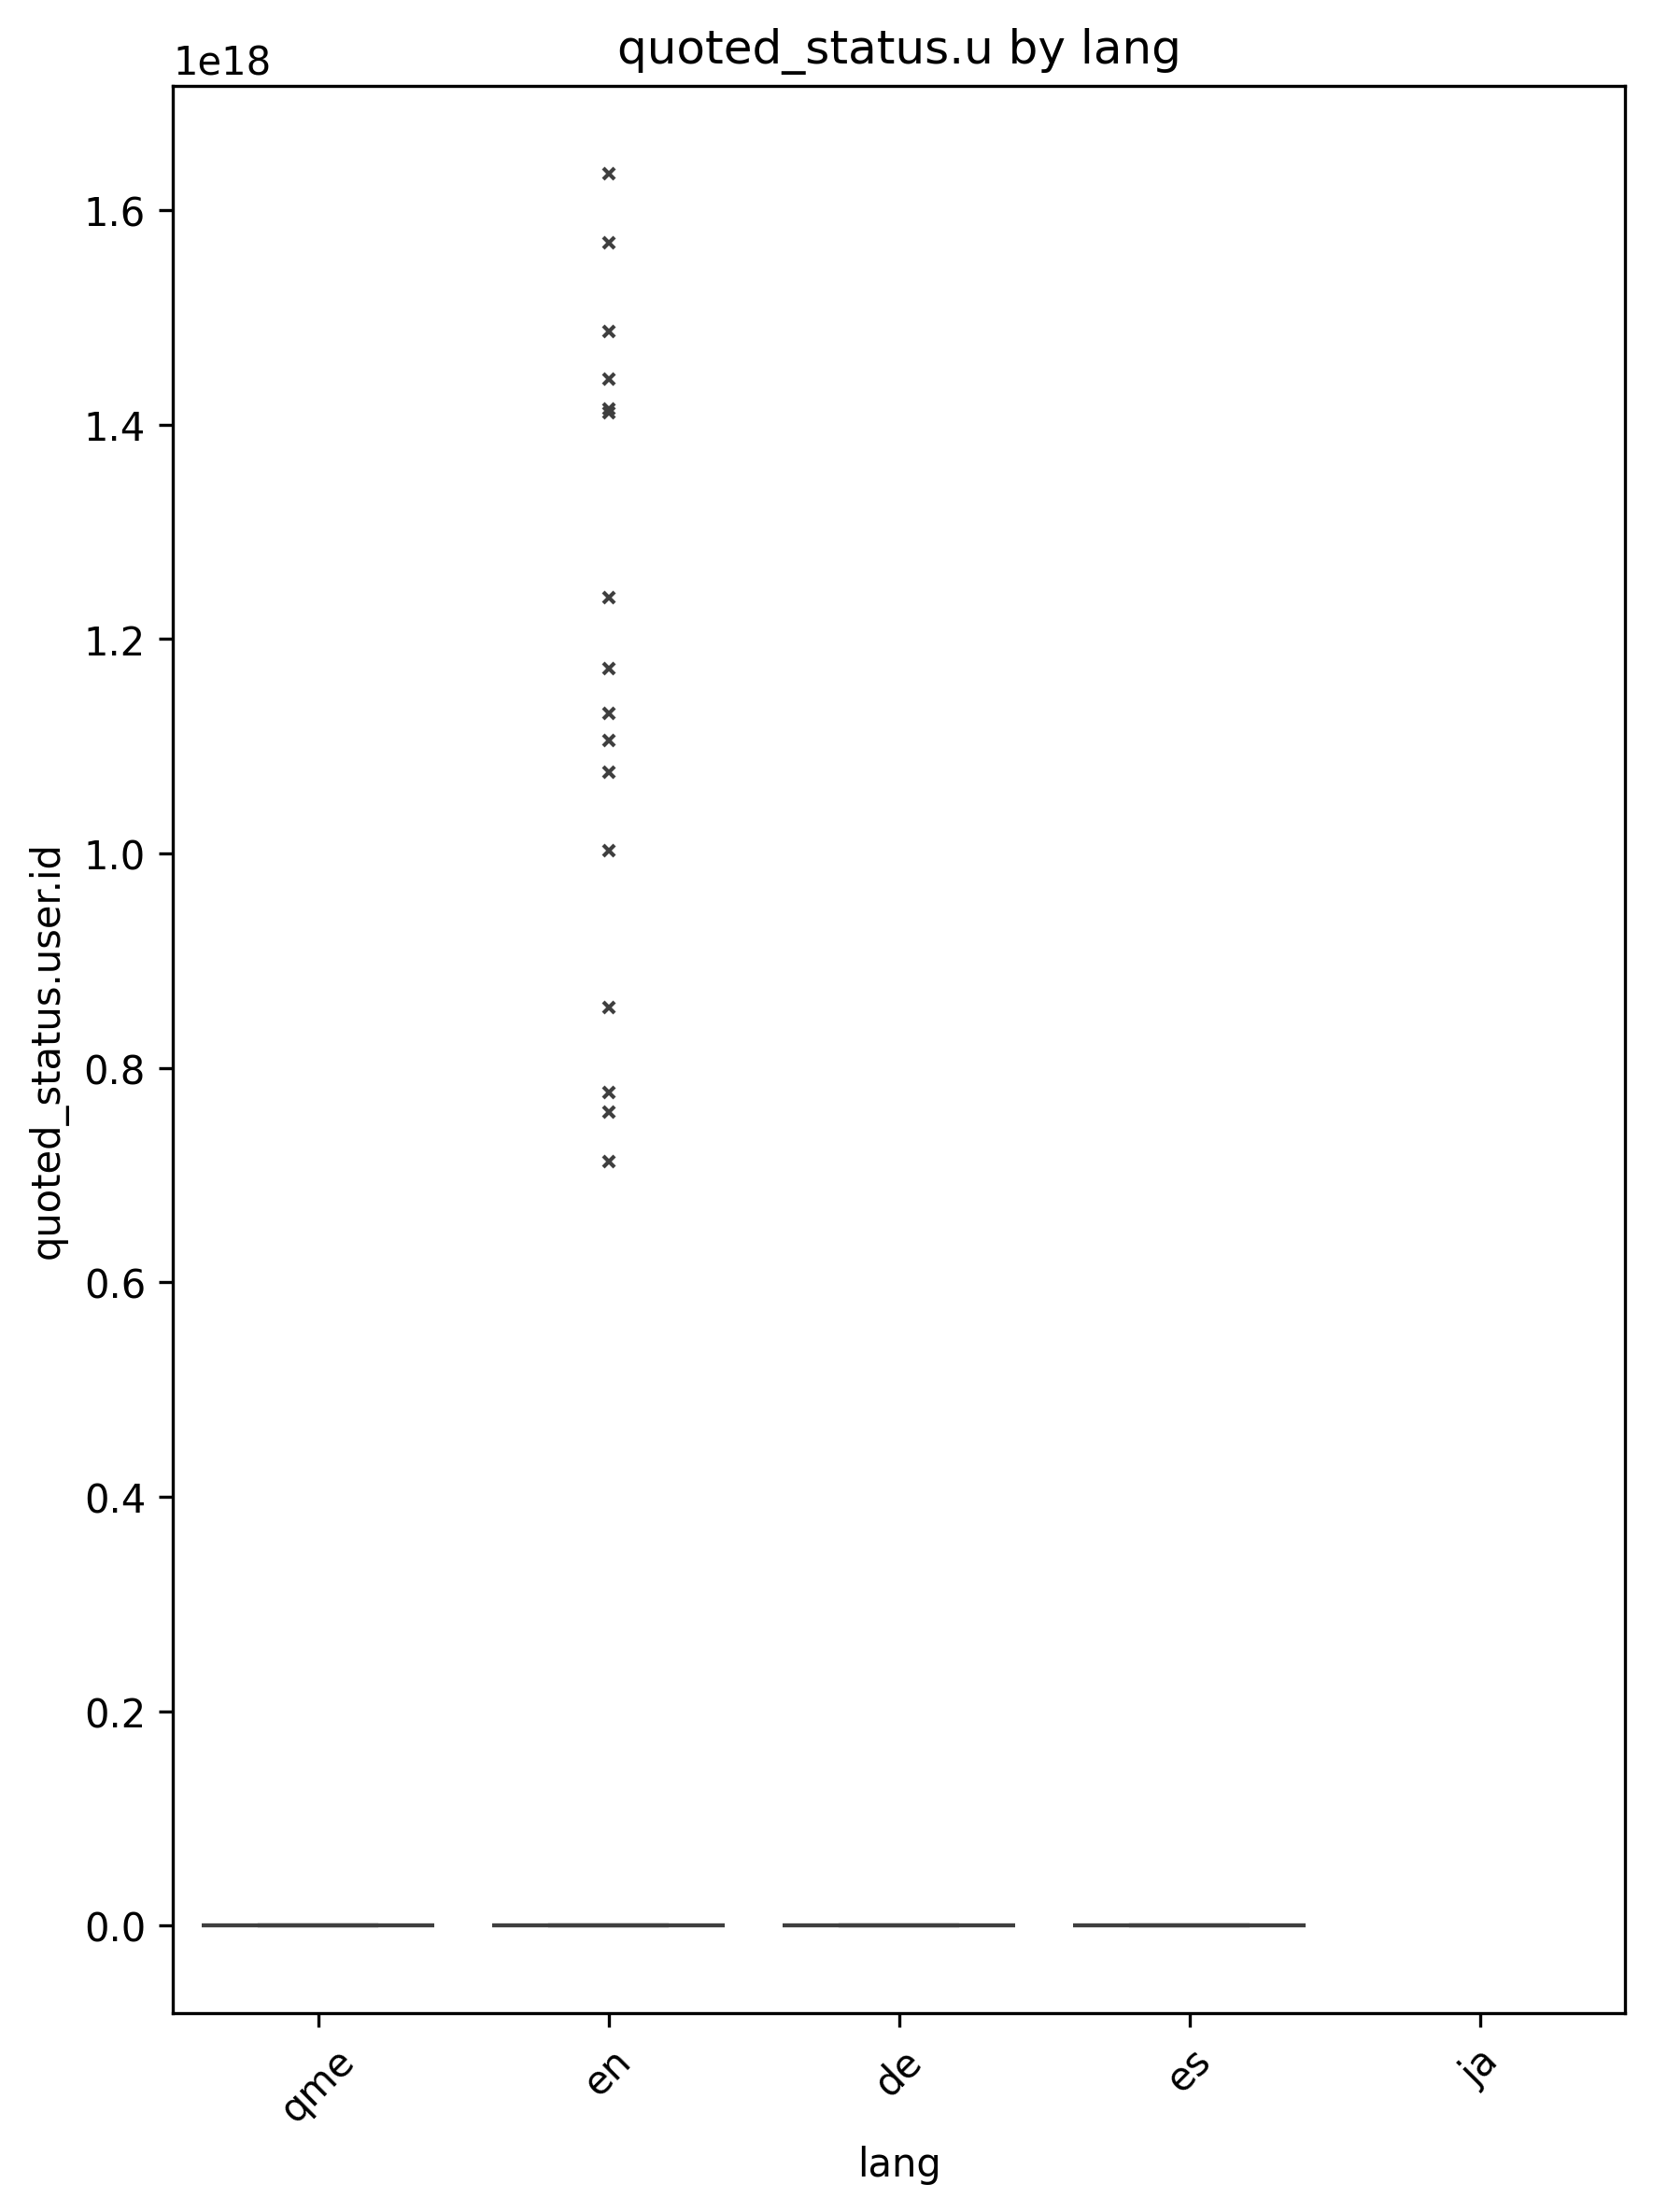 quoted_status.u by lang
1e18
1.6
1.4
1.2
1.0
0.8
0.6
0.4
0.2
0.0
quoted_status.user.id
qme
en
de
es
ja
lang